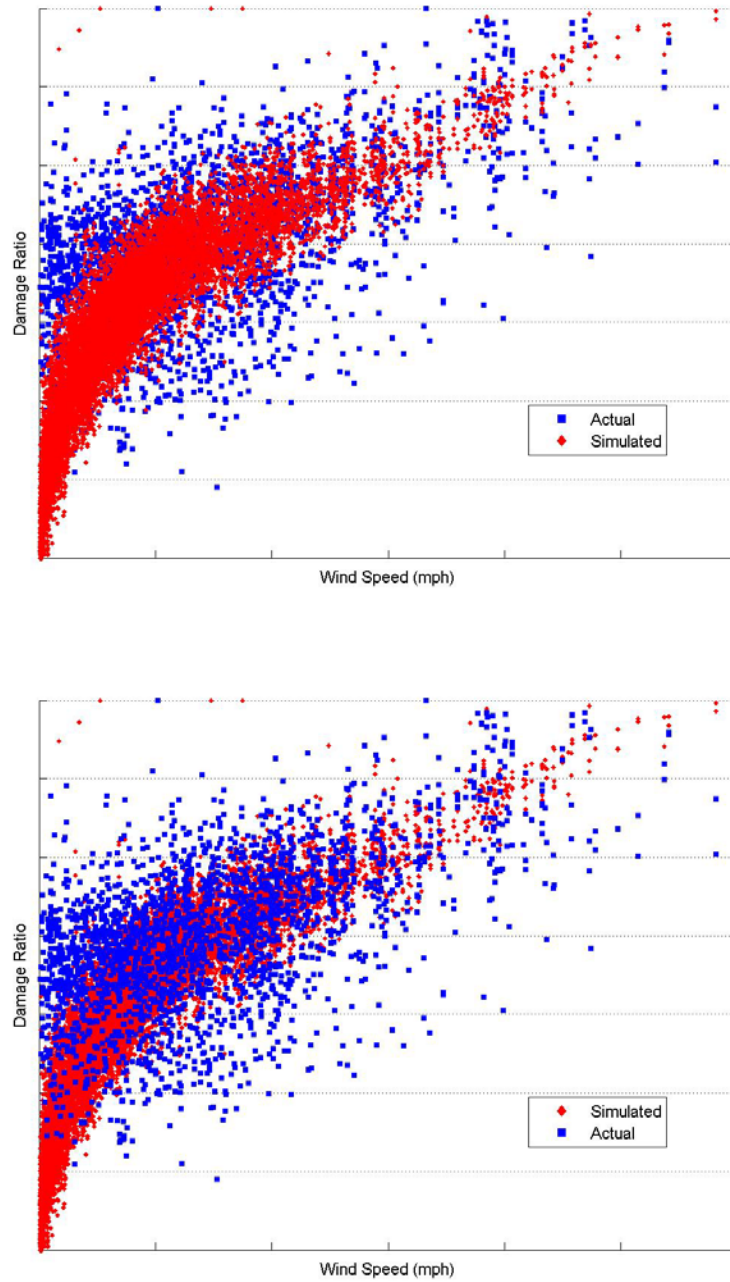 Damage Ratio
Actual
Simulated
Wind Speed (mph)
Damage Ratio
Simulated
Actual
Wind Speed (mph)